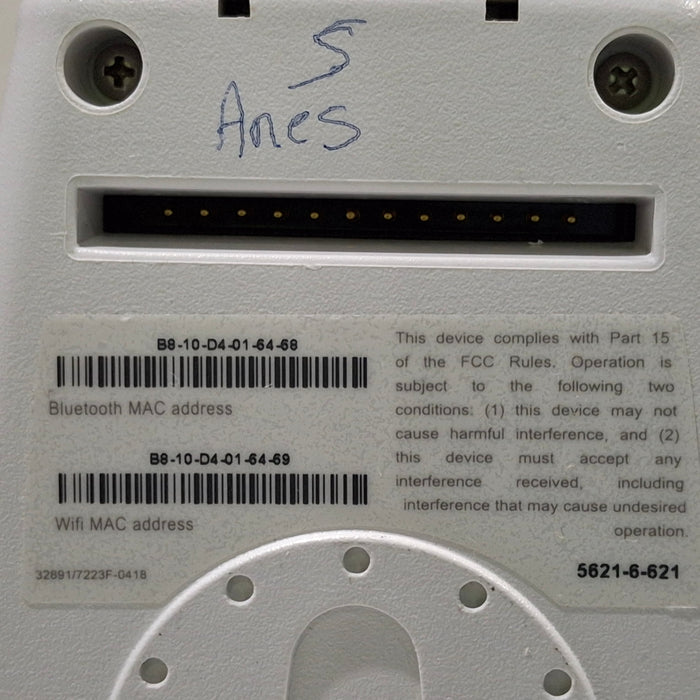 5
Anes
B8-10-D4-01-64-68
Bluetooth MAC address
B8-10-D4-01-64-69
Wifi MAC address
32891/7223F-0418
This device complies with Part 15
of the FCC Rules. Operation is
subject to the following two
conditions: (1) this device may not
cause harmful interference, and (2)
this device must accept any
interference received, including
interference that may cause undesired
operation.
5621-6-621